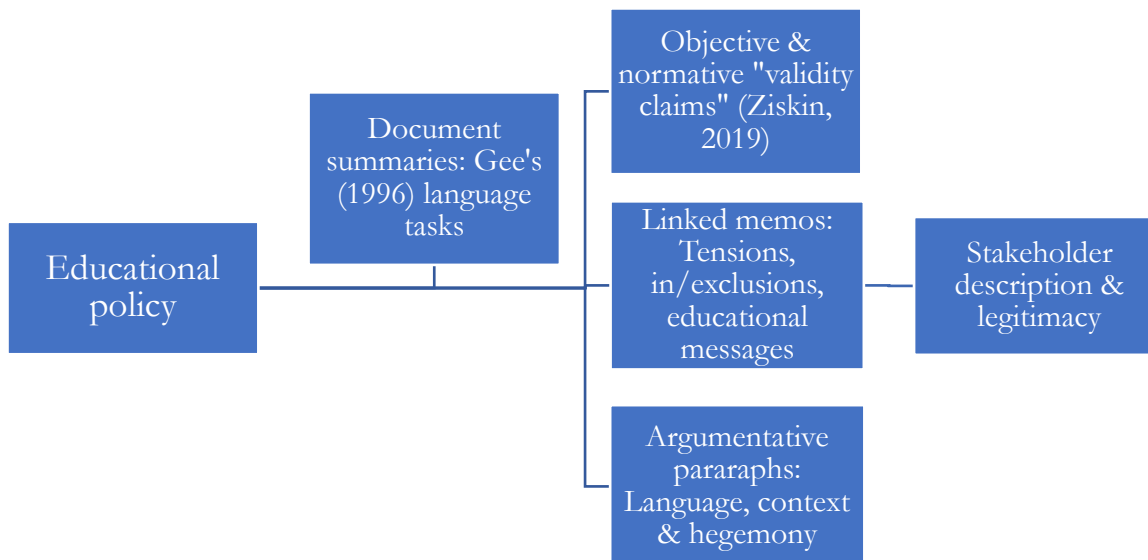 Educational
policy
Document
summaries: Gee's
(1996) language
tasks
Objective &
normative "validity
claims" (Ziskin,
2019)
Linked memos:
Tensions,
in/exclusions,
educational
messages
Argumentative
pararaphs:
Language, context
& hegemony
Stakeholder
description &
legitimacy